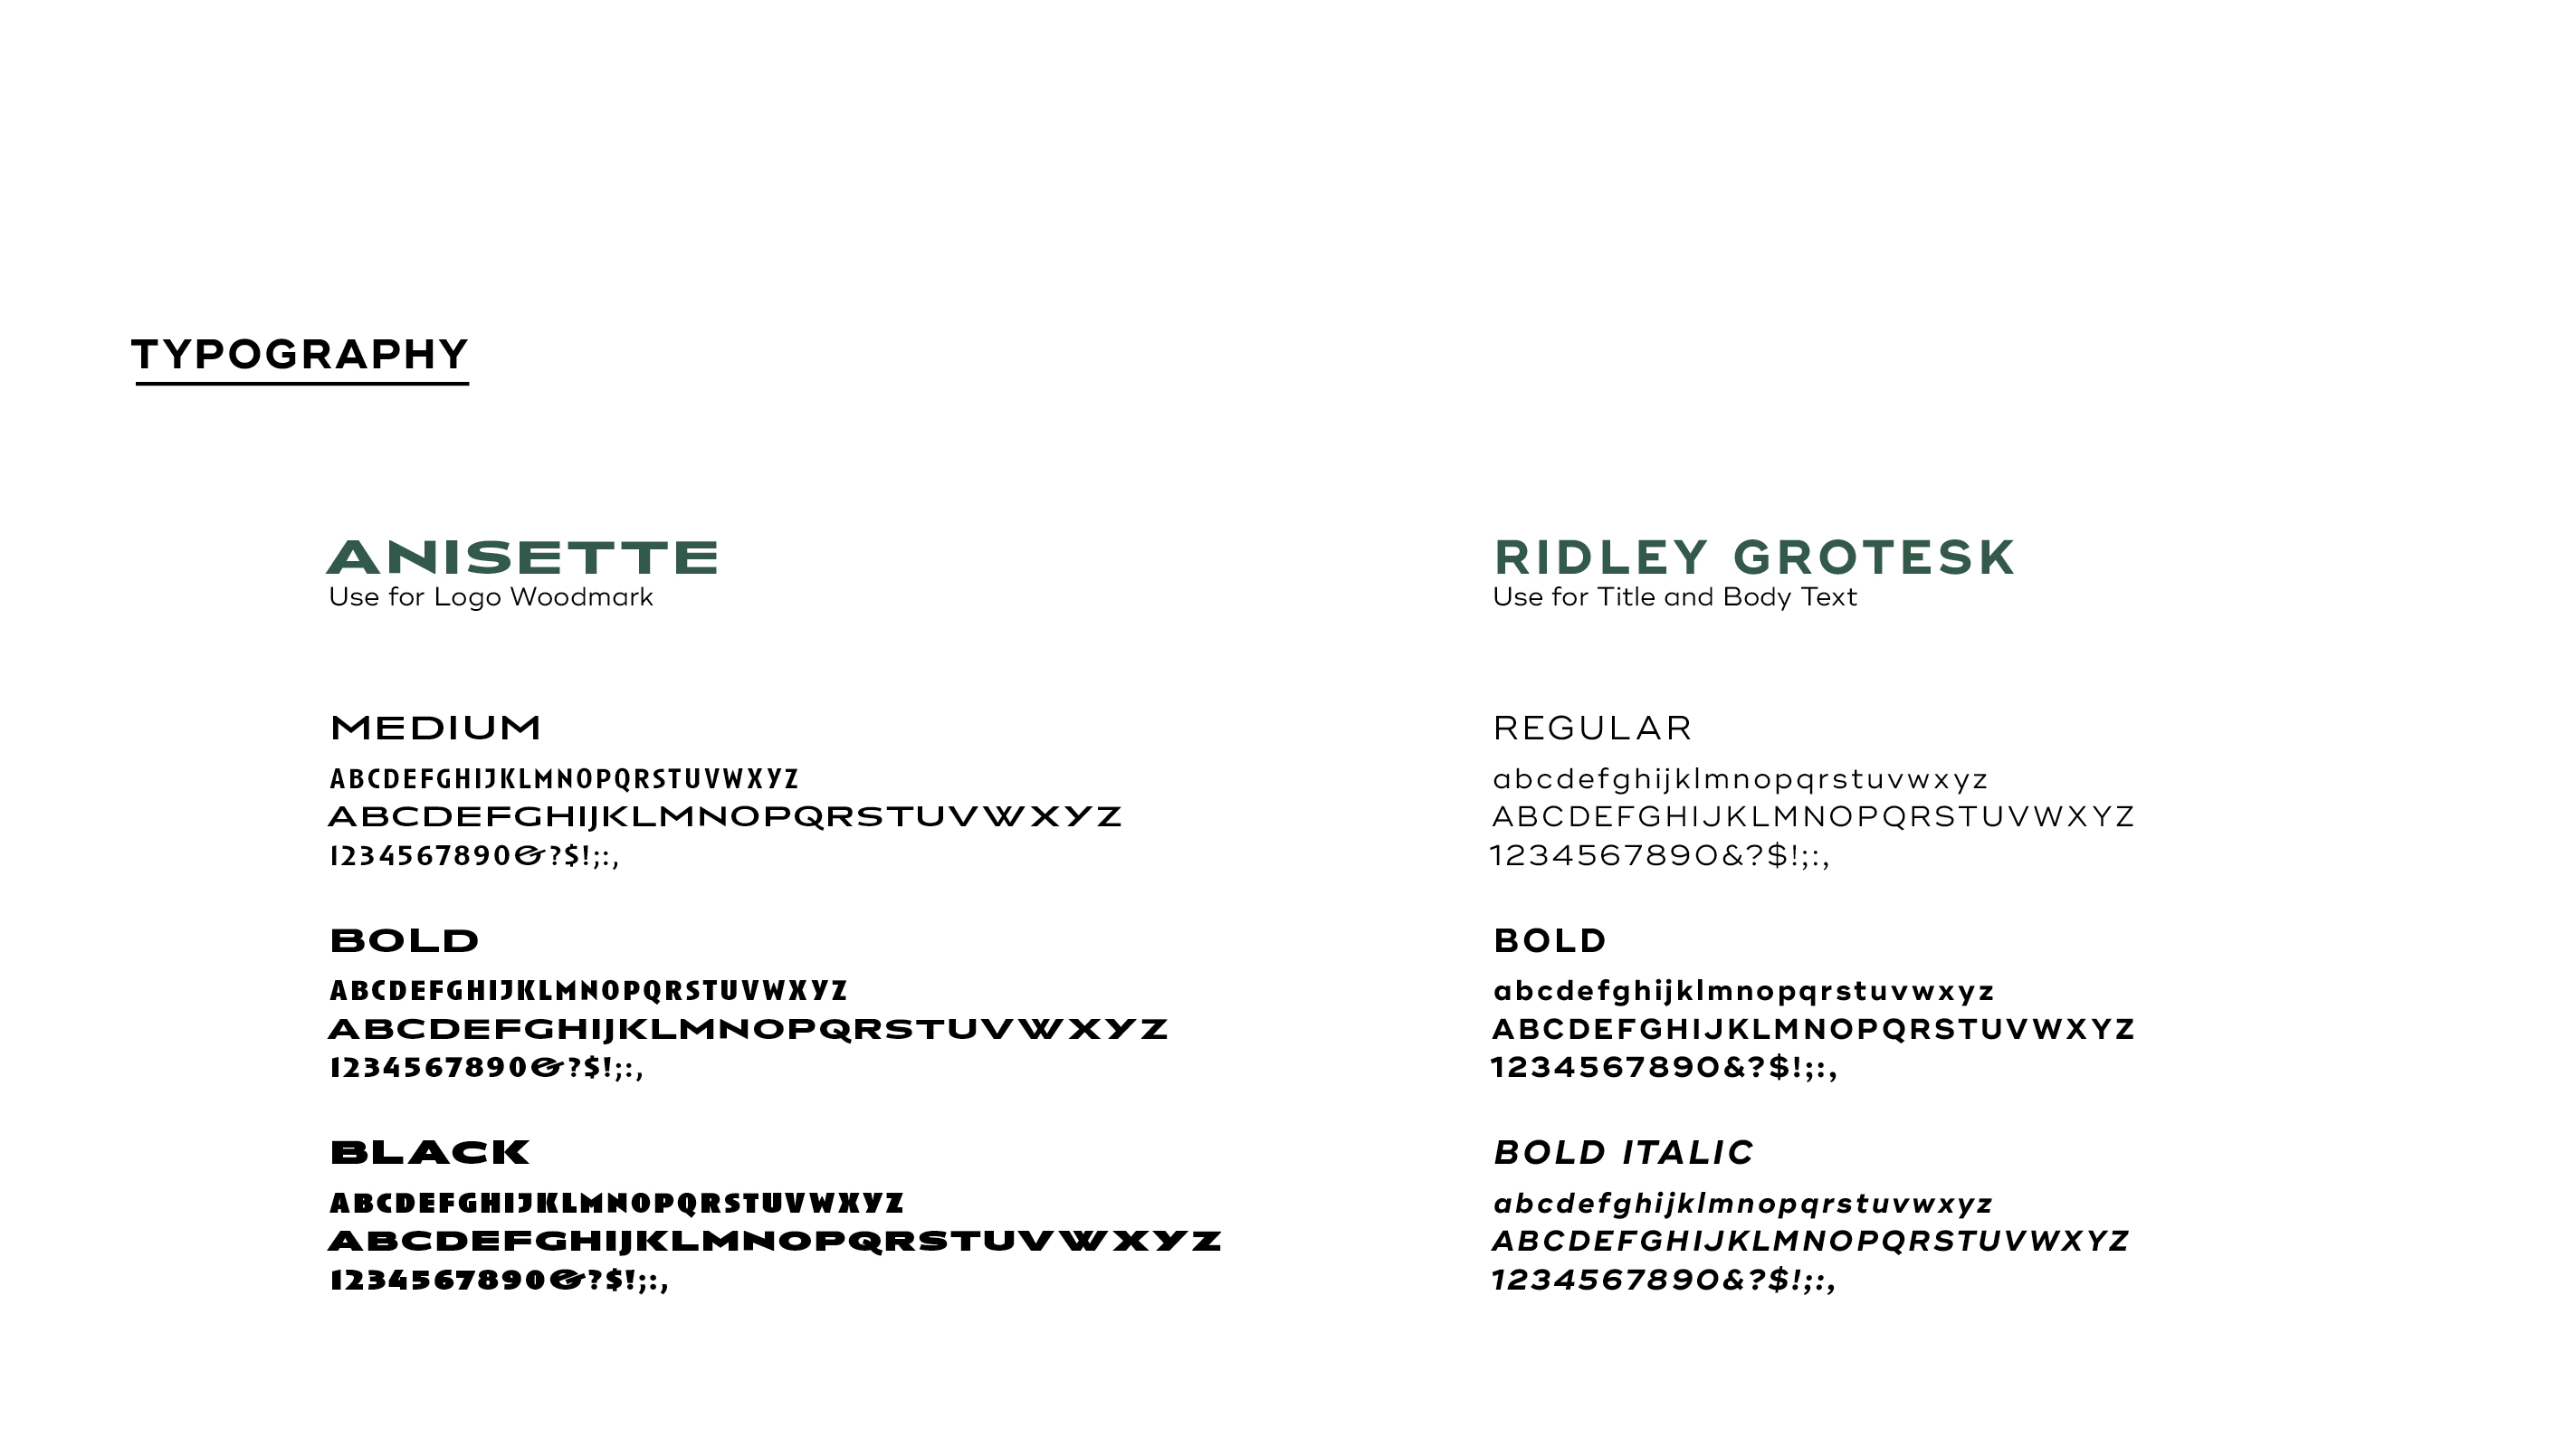 TYPOGRAPHY
ANISETTE
Use for Logo Woodmark
MEDIUM
ABCDEFGHIJKLMNOPQRSTUVWXYZ
ABCDEFGHIJKLMNOPQRSTUVWXYZ
1234567890&?$!;:,
BOLD
ABCDEFGHIJKLMNOPQRSTUVWXYZ
ABCDEFGHIJKLMNOPQRSTUVWXYZ
1234567890&?$!;:,
BLACK
ABCDEFGHIJKLMNOPQRSTUVWXYZ
ABCDEFGHIJKLMNOPQRSTUVWXYZ
1234567890&?$!;:,
RIDLEY GROTESK
Use for Title and Body Text
REGULAR
abcdefghijklmnopqrstuvwxyz
ABCDEFGHIJKLMNOPQRSTUVWXYZ
1234567890&?$!;:,
BOLD
abcdefghijklmnopqrstuvwxyz
ABCDEFGHIJKLMNOPQRSTUVWXYZ
1234567890&?$!;:,
BOLD ITALIC
abcdefghijklmnopqrstuvwxyz
ABCDEFGHIJKLMNOPQRSTUVWXYZ
1234567890&?$!;:,